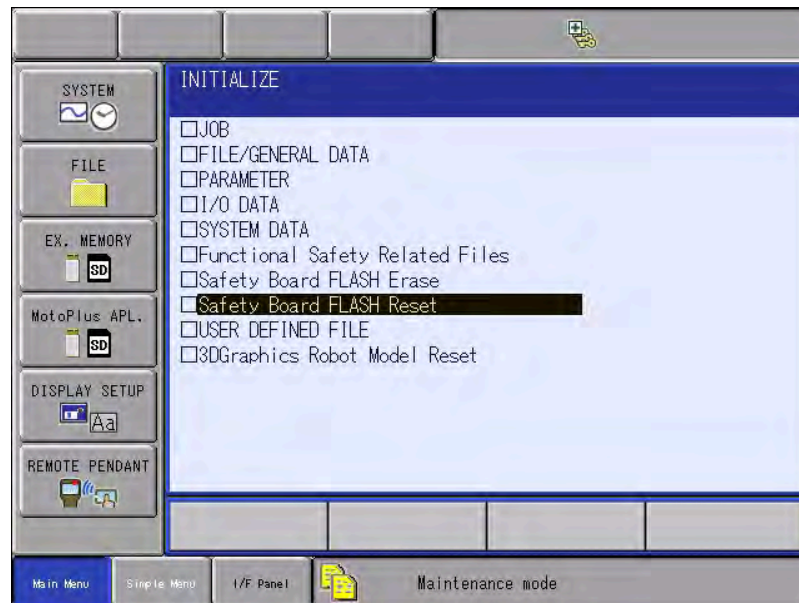 SYSTEM
FILE
EX. MEMORY
SD
MotoPlus APL.
SD
DISPLAY SETUP
Aa
REMOTE PENDANT
INITIALIZE
JOB
FILE/GENERAL DATA
PARAMETER
I/O DATA
SYSTEM DATA
Functional Safety Related Files
Safety Board FLASH Erase
Safety Board FLASH Reset
USER DEFINED FILE
3DGraphics Robot Model Reset
Main Menu
Simple Menu
I/F Panel
Maintenance mode